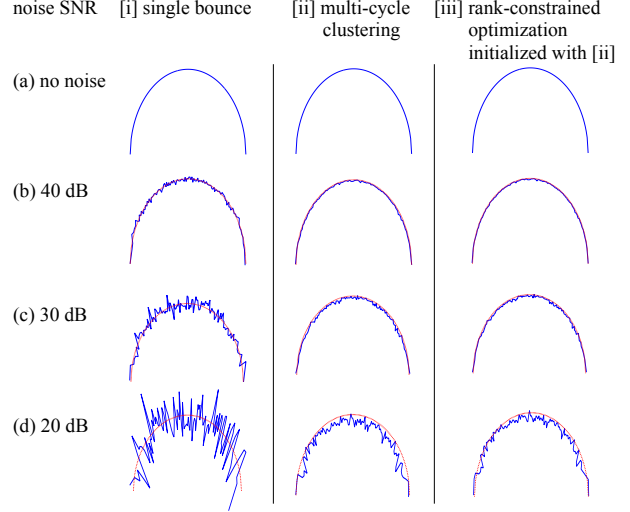 noise SNR
[i] single bounce
[ii] multi-cycle
clustering
[iii] rank-constrained
optimization
initialized with [ii]
(a) no noise
(b) 40 dB
(c) 30 dB
(d) 20 dB